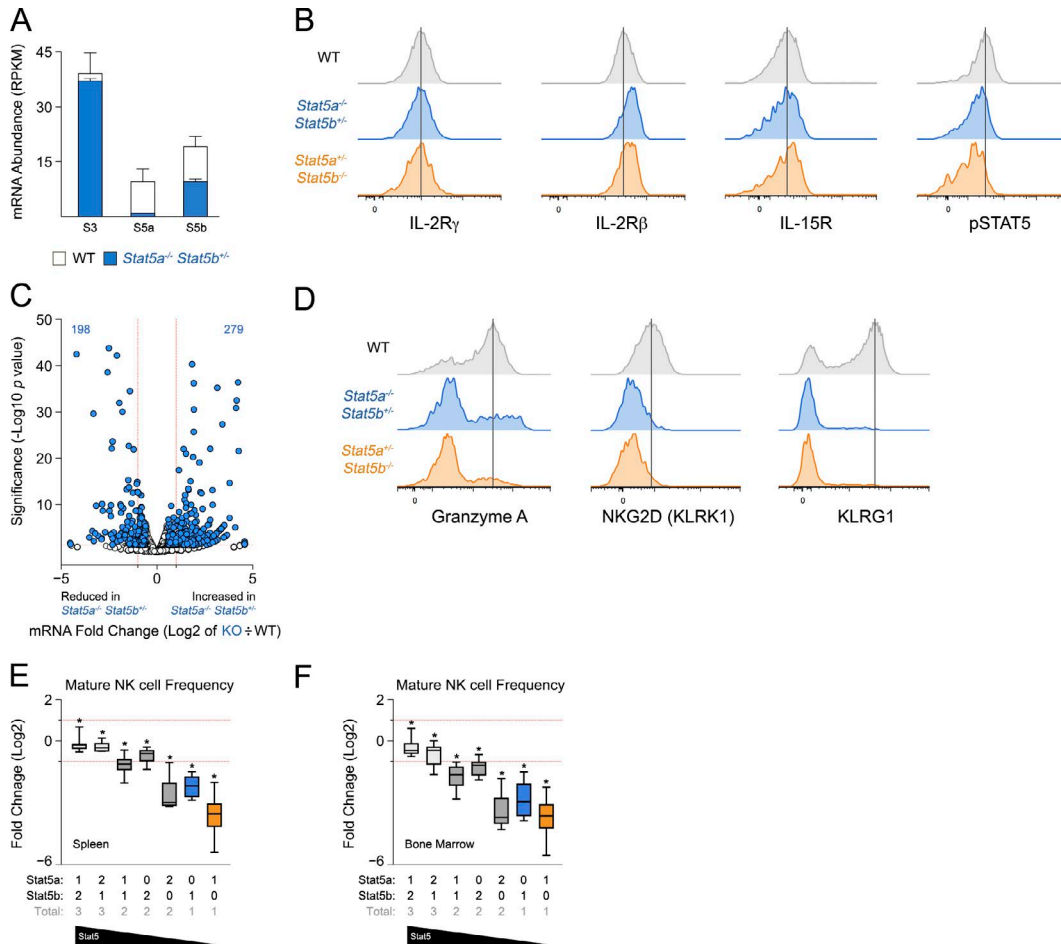 A
mRNA Abundance (RPKM)
45
30
15
S3 S5a S5b
WT Stat5a-/- Stat5b+/-
B
WT
Stat5a-/-
Stat5b+/-
Stat5a+/-
Stat5b-/-
0 0 0 0
IL-2Rγ IL-2Rβ IL-15R pSTAT5
C
Significance (-Log10 p value)
50
40
30
20
10
198 279
-5 0 5
Reduced in Increased in
Stat5a-/- Stat5b+/- Stat5a-/- Stat5b+/-
mRNA Fold Change (Log2 of KO÷WT)
D
WT
Stat5a-/-
Stat5b+/-
Stat5a+/-
Stat5b-/-
0 0 0
Granzyme A NKG2D (KLRK1) KLRG1
E
Mature NK cell Frequency
Fold Chnage (Log2)
2
0
-6
* * * * * * *
Spleen
Stat5a: 1 2 1 0 2 0 1
Stat5b: 2 1 1 2 0 1 0
Total: 3 3 2 2 2 1 1
Stat5
F
Mature NK cell Frequency
Fold Chnage (Log2)
2
0
-6
* * * * * * *
Bone Marrow
Stat5a: 1 2 1 0 2 0 1
Stat5b: 2 1 1 2 0 1 0
Total: 3 3 2 2 2 1 1
Stat5